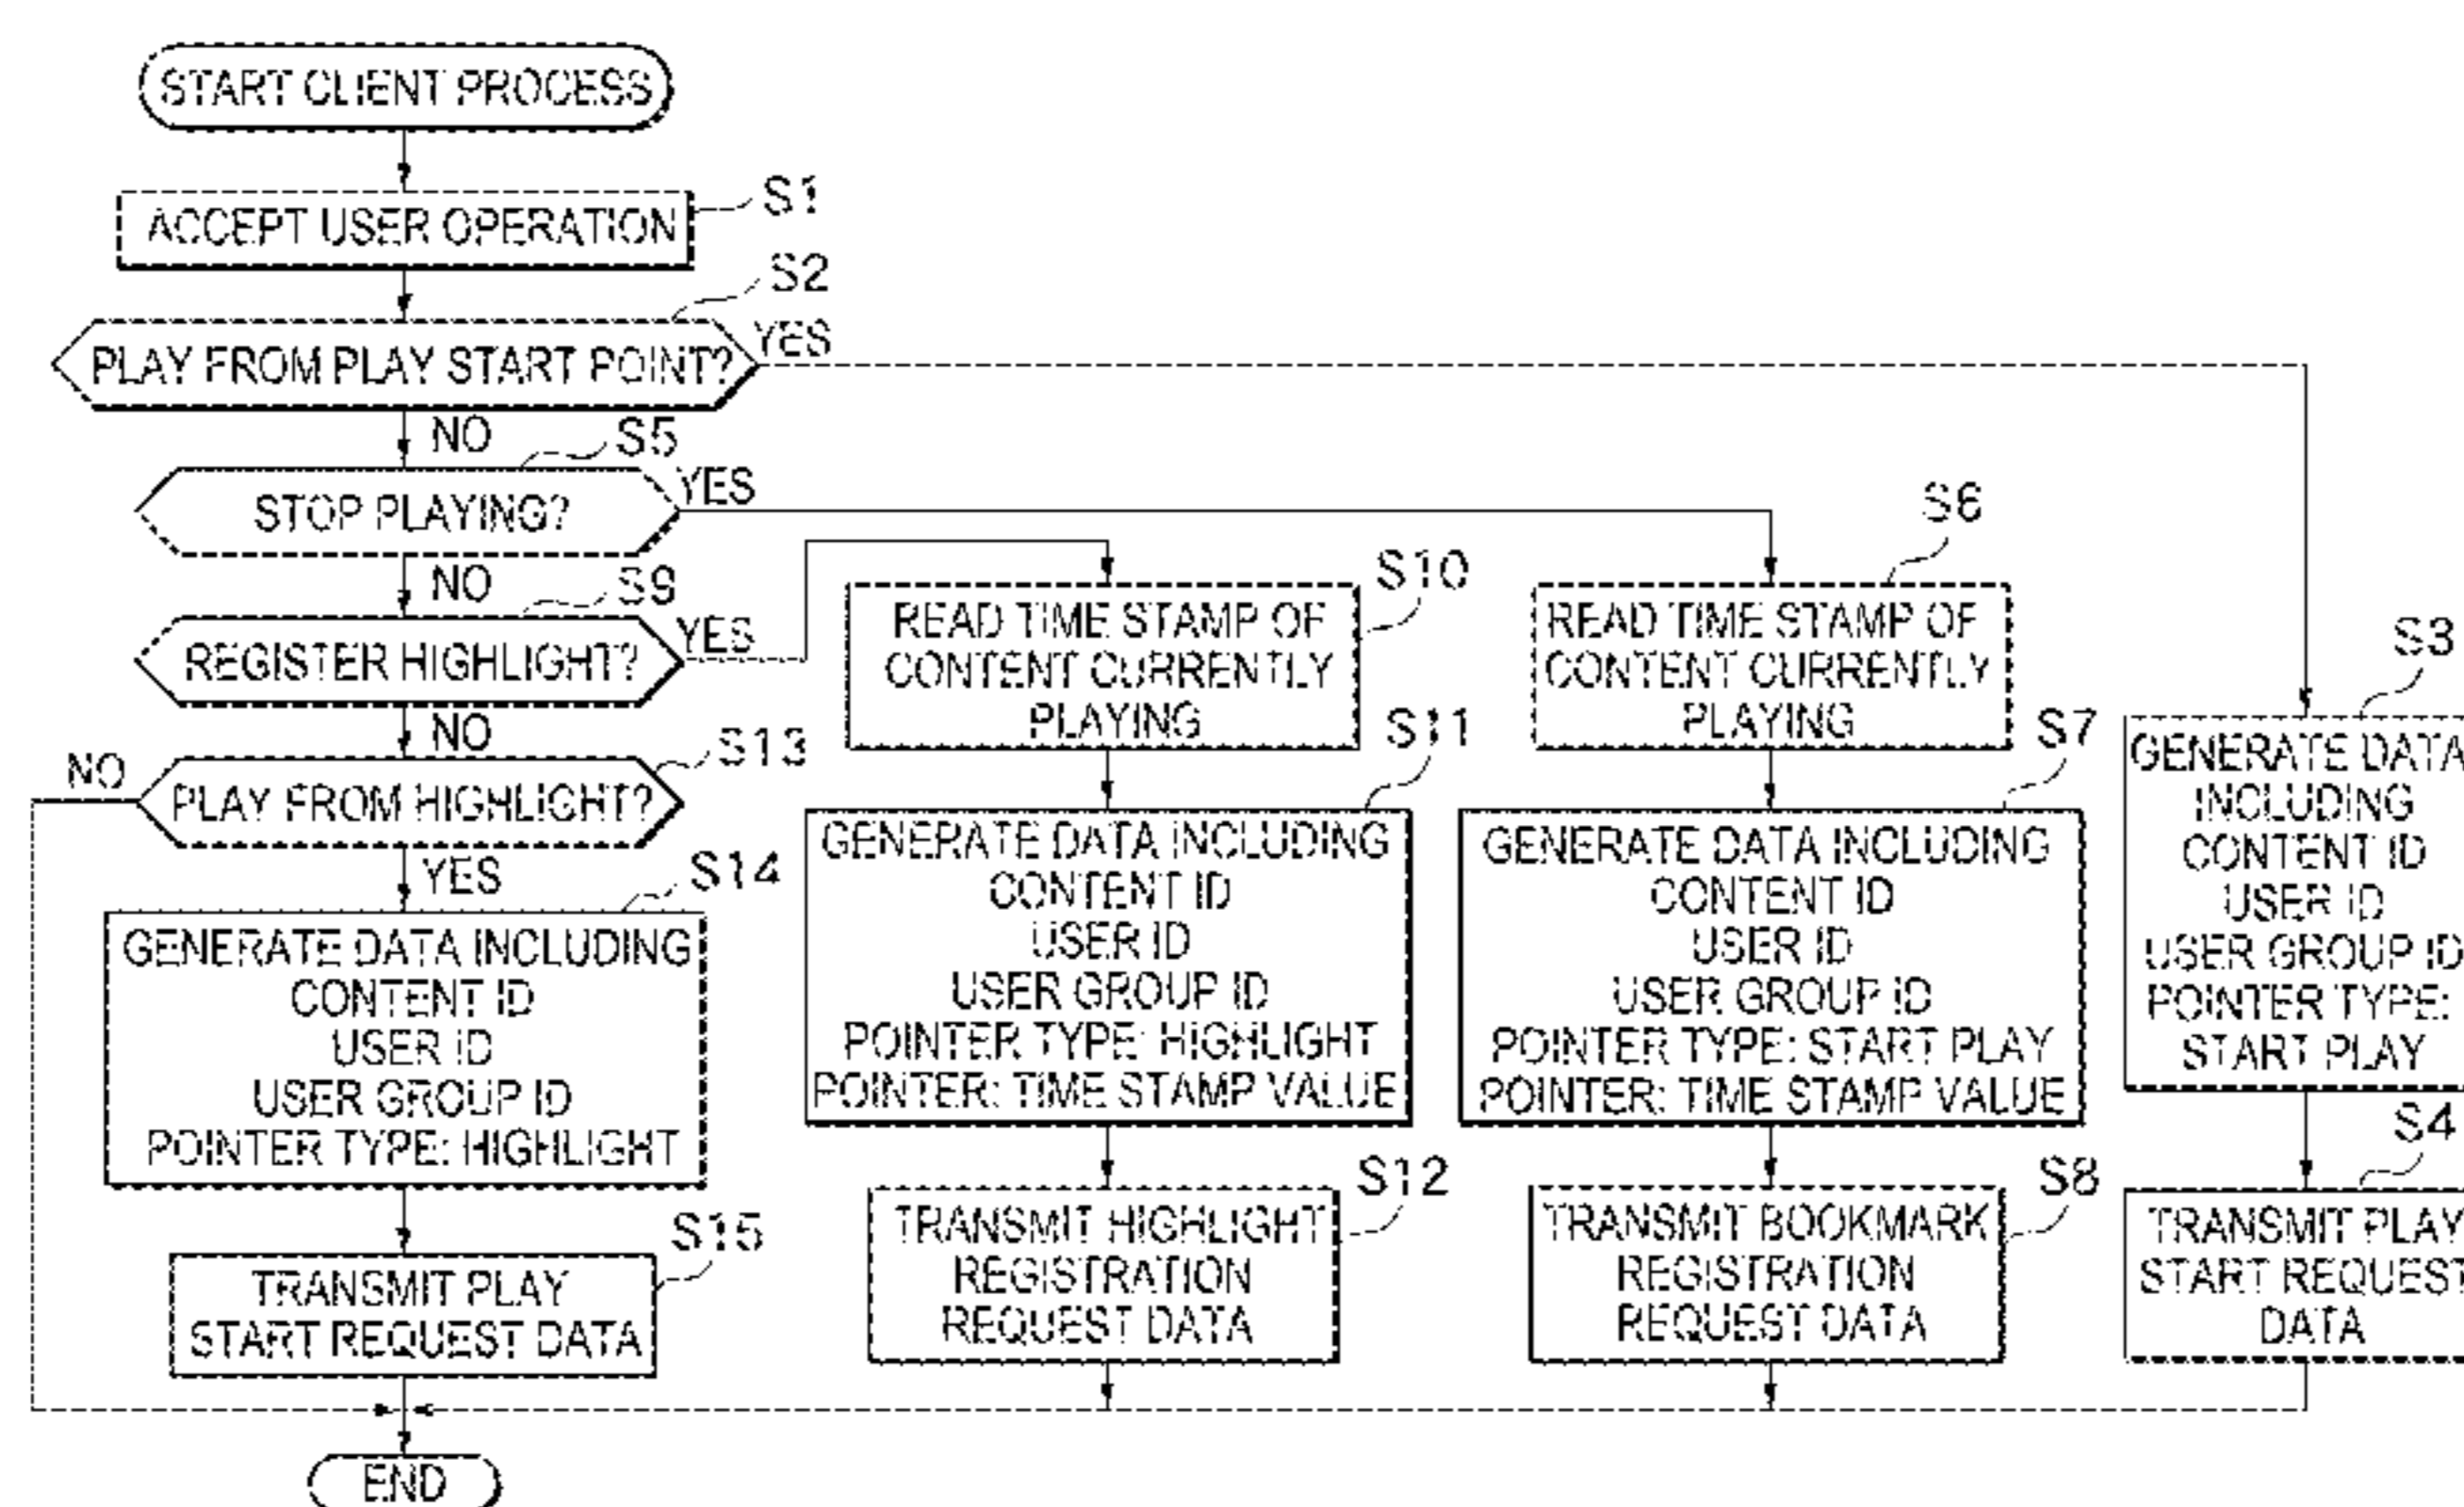 START CLIENT PROCESS
ACCEPT USER OPERATION
S1
S2
PLAY FROM PLAY START POINT?
YES
NO
S5
STOP PLAYING?
YES
NO
S9
REGISTER HIGHLIGHT?
YES
NO
S13
PLAY FROM HIGHLIGHT?
NO
YES
S14
GENERATE DATA INCLUDING
CONTENT ID
USER ID
USER GROUP ID
POINTER TYPE: HIGHLIGHT
S15
TRANSMIT PLAY
START REQUEST DATA
END
S10
READ TIME STAMP OF
CONTENT CURRENTLY
PLAYING
S11
GENERATE DATA INCLUDING
CONTENT ID
USER ID
USER GROUP ID
POINTER TYPE: HIGHLIGHT
POINTER: TIME STAMP VALUE
S12
TRANSMIT HIGHLIGHT
REGISTRATION
REQUEST DATA
S6
READ TIME STAMP OF
CONTENT CURRENTLY
PLAYING
S7
GENERATE DATA INCLUDING
CONTENT ID
USER ID
USER GROUP ID
POINTER TYPE: START PLAY
POINTER: TIME STAMP VALUE
S8
TRANSMIT BOOKMARK
REGISTRATION
REQUEST DATA
S3
GENERATE DATA
INCLUDING
CONTENT ID
USER ID
USER GROUP ID
POINTER TYPE:
START PLAY
S4
TRANSMIT PLAY
START REQUEST
DATA